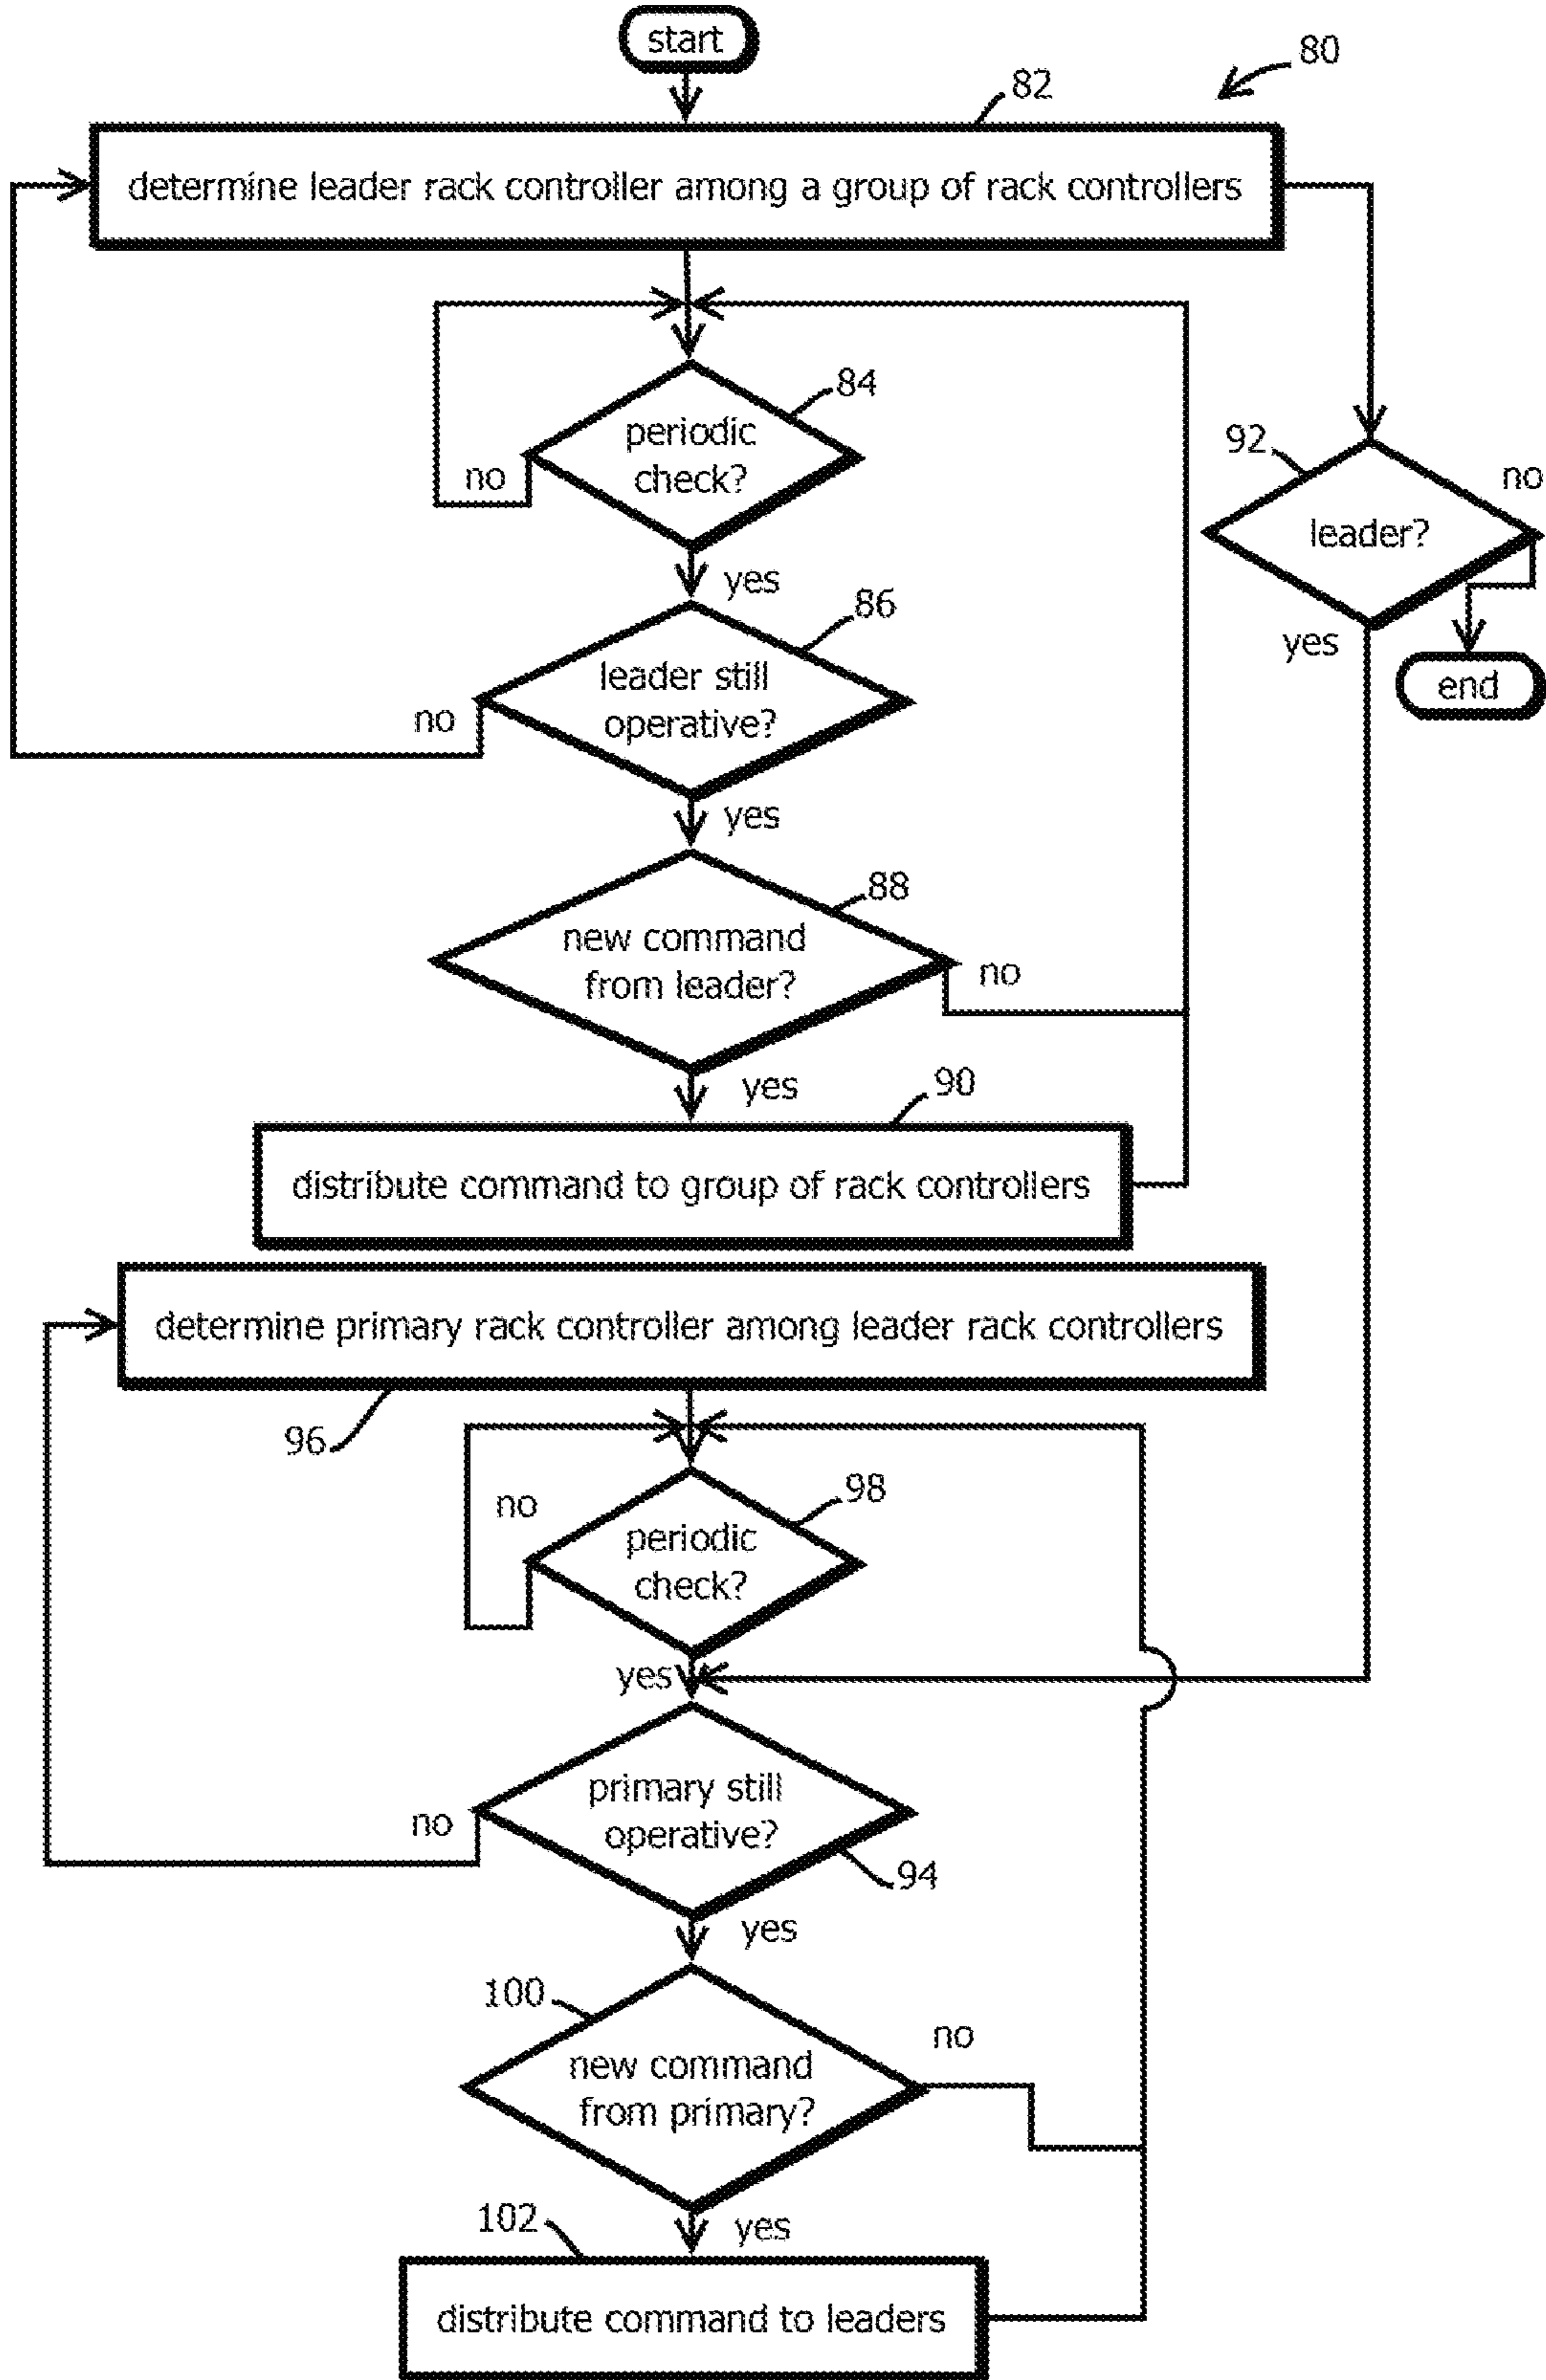 start
80
82
determine leader rack controller among a group of rack controllers
84
periodic
check?
no
yes
92
no
leader?
yes
end
86
leader still
operative?
no
yes
88
new command
from leader?
no
yes
90
distribute command to group of rack controllers
determine primary rack controller among leader rack controllers
96
98
no
periodic
check?
yes
primary still
operative?
no
94
yes
100
new command
from primary?
no
yes
102
distribute command to leaders